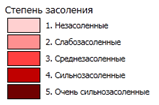 Степень засоления
1. Незасоленные
2. Слабозасоленные
3. Среднезасоленные
4. Сильнозасоленные
5. Очень сильнозасоленные